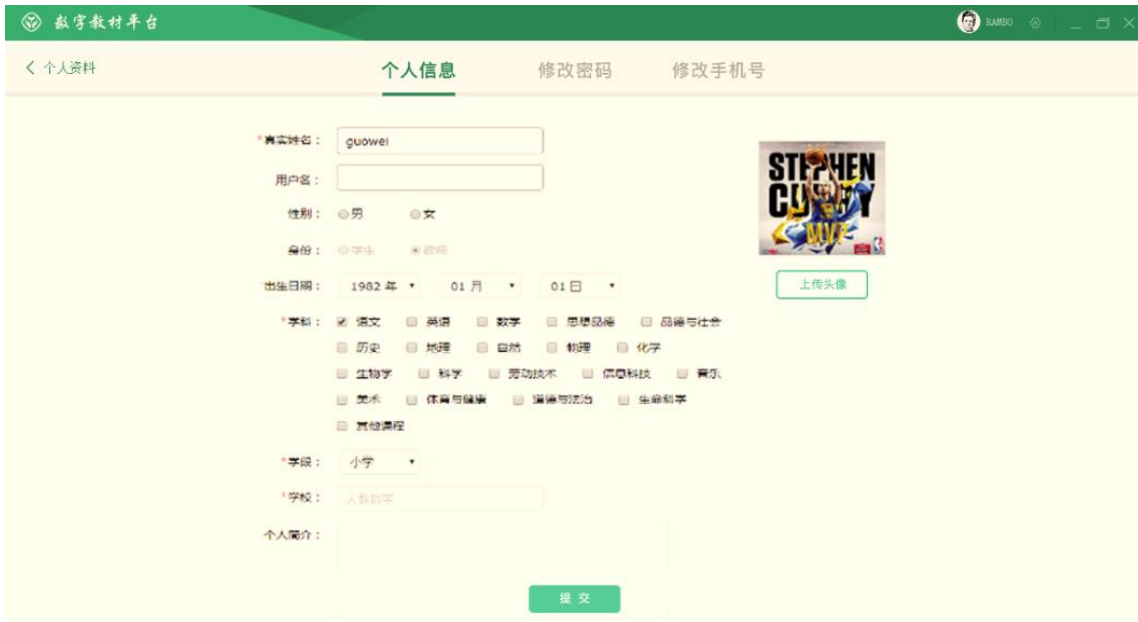 数字教材平台 RAMBO
个人资料 个人信息 修改密码 修改手机号
*真实姓名： guowei
用户名：
性别： 男 女
身份： 学生 教师
*出生日期： 1982 年 01 月 01 日
*学科： 语文 英语 数学 思想品德 品德与社会
历史 地理 自然 物理 化学
生物学 科学 劳动技术 信息科技 音乐
美术 体育与健康 道德与法治 生命科学
其他课程
*学段： 小学
*学校： 人教数字
个人简介：
STEPHEN
CURRY
MVP
上传头像
提 交